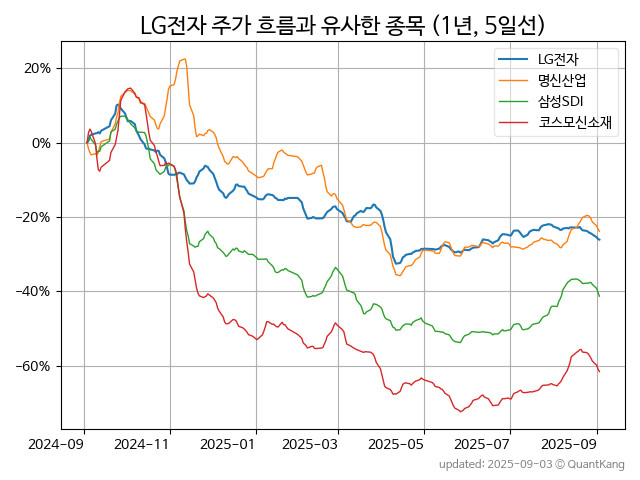 LG전자 주가 흐름과 유사한 종목 (1년, 5일선)
LG전자
명신산업
삼성SDI
코스모신소재
20%
0%
−20%
−40%
−60%
2024−09
2024−11
2025−01
2025−03
2025−05
2025−07
2025−09
updated: 2025-09-03 © QuantKang